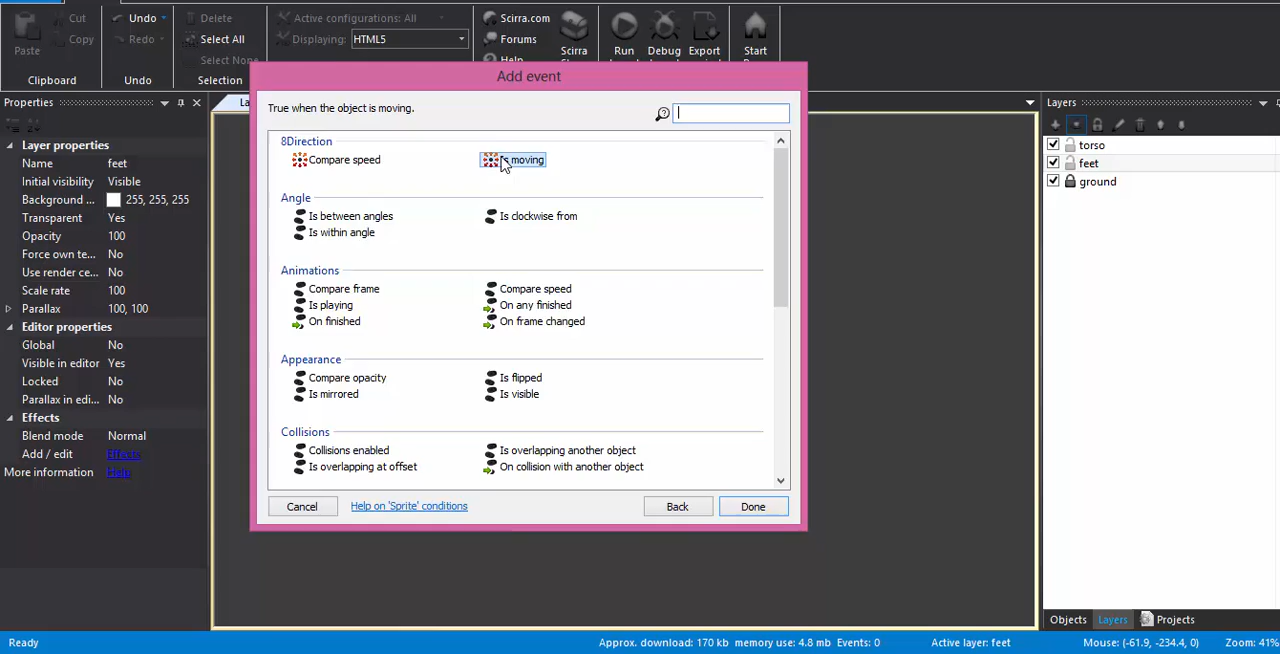 Cut
Undo
Delete
Active configurations: All
Scirra.com
Copy
Redo
Select All
Displaying:
HTML5
Forums
Paste
Select None
Help
Scirra
Run
Debug
Export
Start
Clipboard
Undo
Selection
Properties
Layers
Add event
True when the object is moving.
8Direction
Compare speed
Is moving
Angle
Is between angles
Is clockwise from
Is within angle
Animations
Compare frame
Compare speed
Is playing
On any finished
On finished
On frame changed
Appearance
Compare opacity
Is flipped
Is mirrored
Is visible
Collisions
Collisions enabled
Is overlapping another object
Is overlapping at offset
On collision with another object
Cancel
Help on 'Sprite' conditions
Back
Done
Layer properties
Name feet
Initial visibility Visible
Background ... 255, 255, 255
Transparent Yes
Opacity 100
Force own te... No
Use render ce... No
Scale rate 100
Parallax 100, 100
Editor properties
Global No
Visible in editor Yes
Locked No
Parallax in edi... No
Effects
Blend mode Normal
Add / edit Effects
More information Help
torso
feet
ground
Objects
Layers
Projects
Ready
Approx. download: 170 kb
memory use: 4.8 mb
Events: 0
Active layer: feet
Mouse: (-61.9, -234.4, 0)
Zoom: 41%